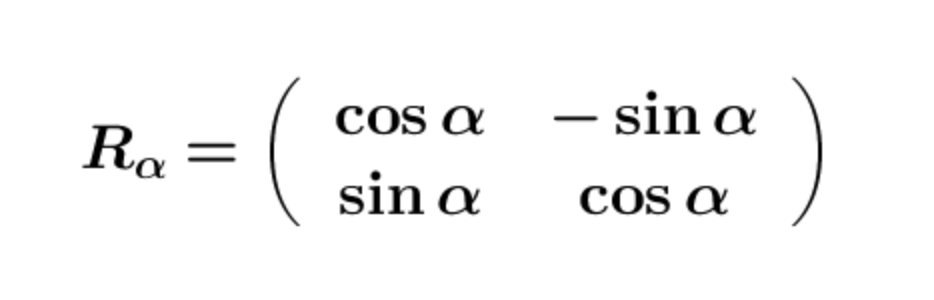 R_α = ( cos α   − sin α
sin α   cos α )